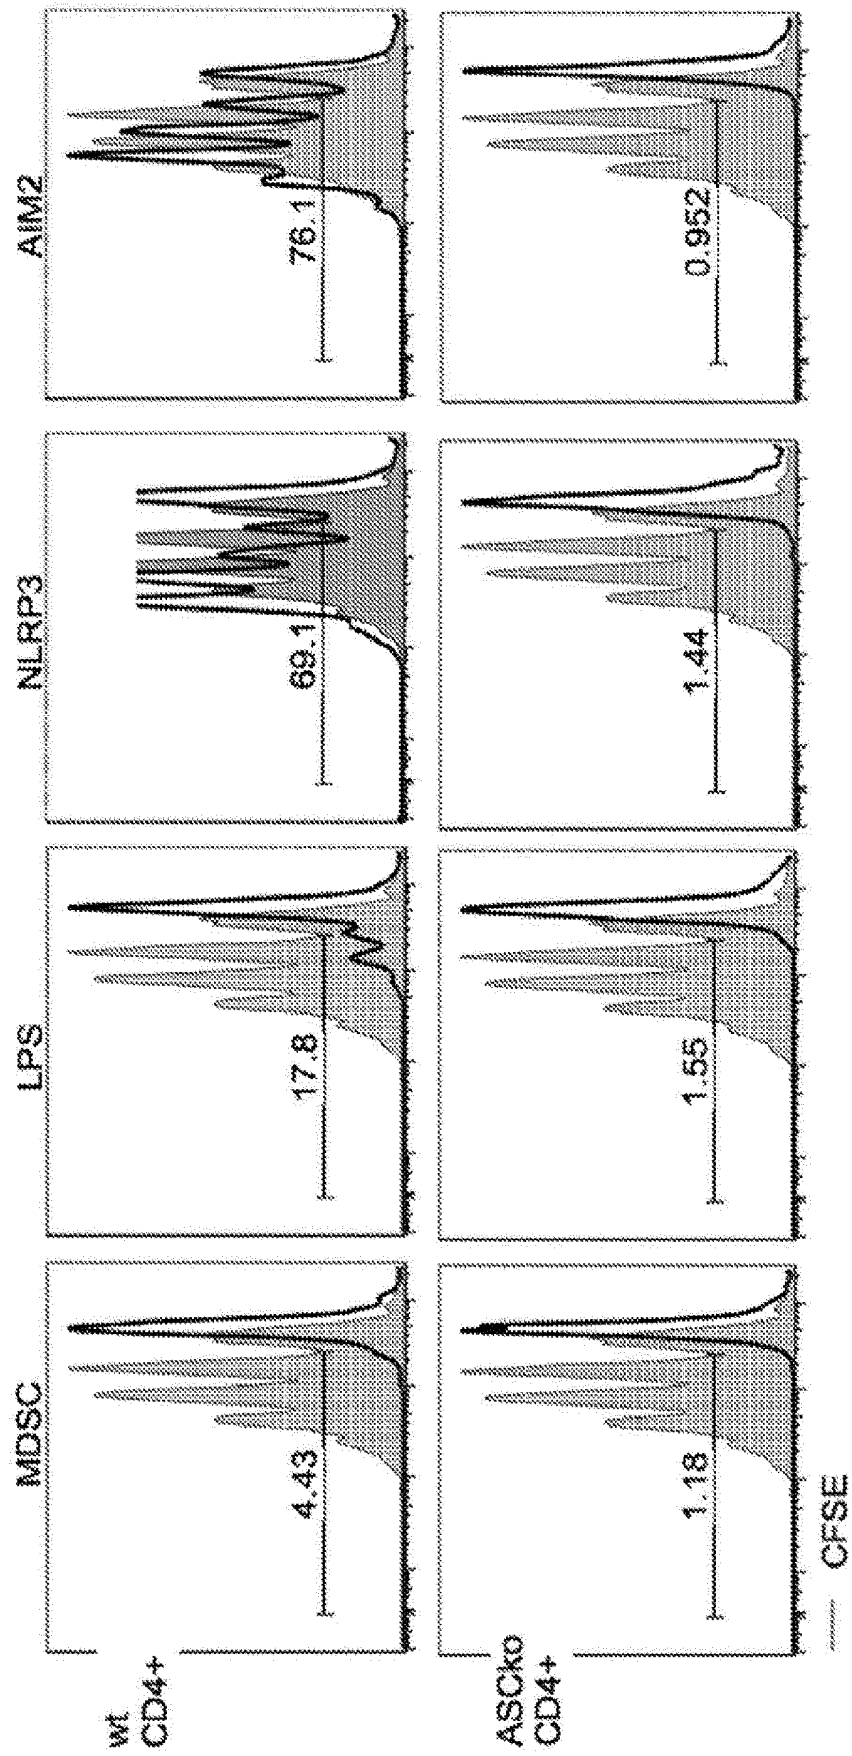 MDSC LPS NLRP3 AIM2
wt
CD4+
4.43 17.8 69.1 76.1
ASCko
CD4+
1.18 1.55 1.44 0.952
CFSE